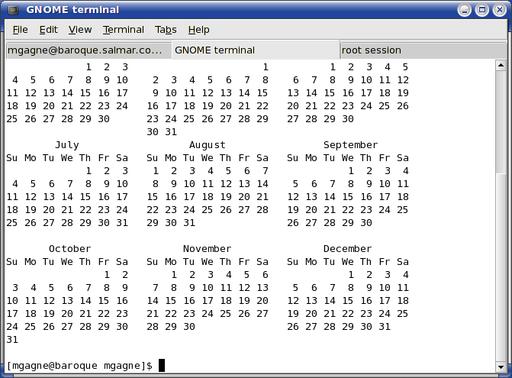 GNOME terminal
File Edit View Terminal Tabs Help
mgagne@baroque.salmar.co... GNOME terminal root session
             1  2  3                     1         1  2  3  4  5
 4  5  6  7  8  9 10   2  3  4  5  6  7  8   6  7  8  9 10 11 12
11 12 13 14 15 16 17   9 10 11 12 13 14 15  13 14 15 16 17 18 19
18 19 20 21 22 23 24  16 17 18 19 20 21 22  20 21 22 23 24 25 26
25 26 27 28 29 30     23 24 25 26 27 28 29  27 28 29 30
                      30 31
        July                 August              September
Su Mo Tu We Th Fr Sa  Su Mo Tu We Th Fr Sa  Su Mo Tu We Th Fr Sa
             1  2  3   1  2  3  4  5  6  7            1  2  3  4
 4  5  6  7  8  9 10   8  9 10 11 12 13 14   5  6  7  8  9 10 11
11 12 13 14 15 16 17  15 16 17 18 19 20 21  12 13 14 15 16 17 18
18 19 20 21 22 23 24  22 23 24 25 26 27 28  19 20 21 22 23 24 25
25 26 27 28 29 30 31  29 30 31              26 27 28 29 30
      October               November              December
Su Mo Tu We Th Fr Sa  Su Mo Tu We Th Fr Sa  Su Mo Tu We Th Fr Sa
                1  2      1  2  3  4  5  6            1  2  3  4
 3  4  5  6  7  8  9   7  8  9 10 11 12 13   5  6  7  8  9 10 11
10 11 12 13 14 15 16  14 15 16 17 18 19 20  12 13 14 15 16 17 18
17 18 19 20 21 22 23  21 22 23 24 25 26 27  19 20 21 22 23 24 25
24 25 26 27 28 29 30  28 29 30              26 27 28 29 30 31
31
[mgagne@baroque mgagne]$